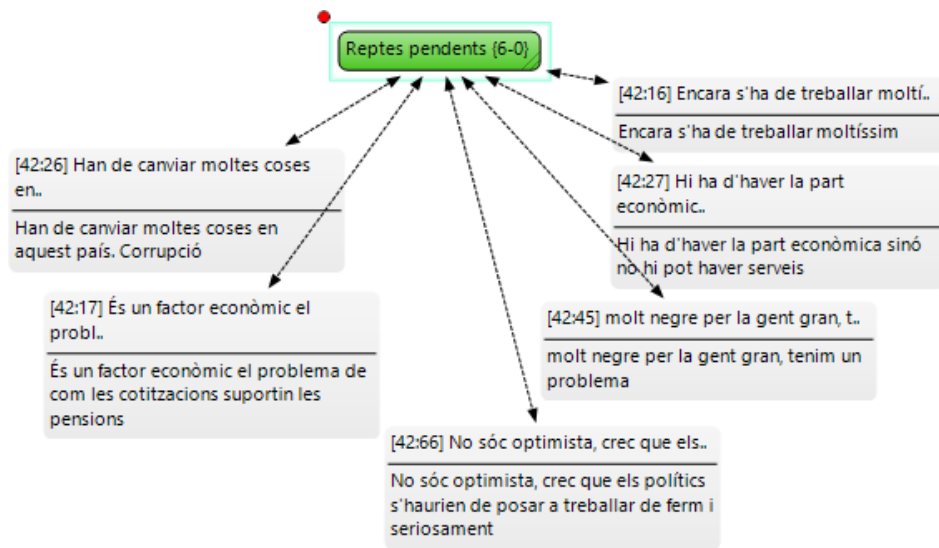 Reptes pendents {6-0}
[42:16] Encara s'ha de treballar moltí..
Encara s'ha de treballar moltíssim
[42:26] Han de canviar moltes coses
en..
Han de canviar moltes coses en
aquest país. Corrupció
[42:27] Hi ha d'haver la part
econòmic..
Hi ha d'haver la part econòmica sinó
no hi pot haver serveis
[42:17] És un factor econòmic el
probl..
És un factor econòmic el problema de
com les cotitzacions suportin les
pensions
[42:45] molt negre per la gent gran, t..
molt negre per la gent gran, tenim un
problema
[42:66] No sóc optimista, crec que els..
No sóc optimista, crec que els polítics
s'haurien de posar a treballar de ferm i
seriosament